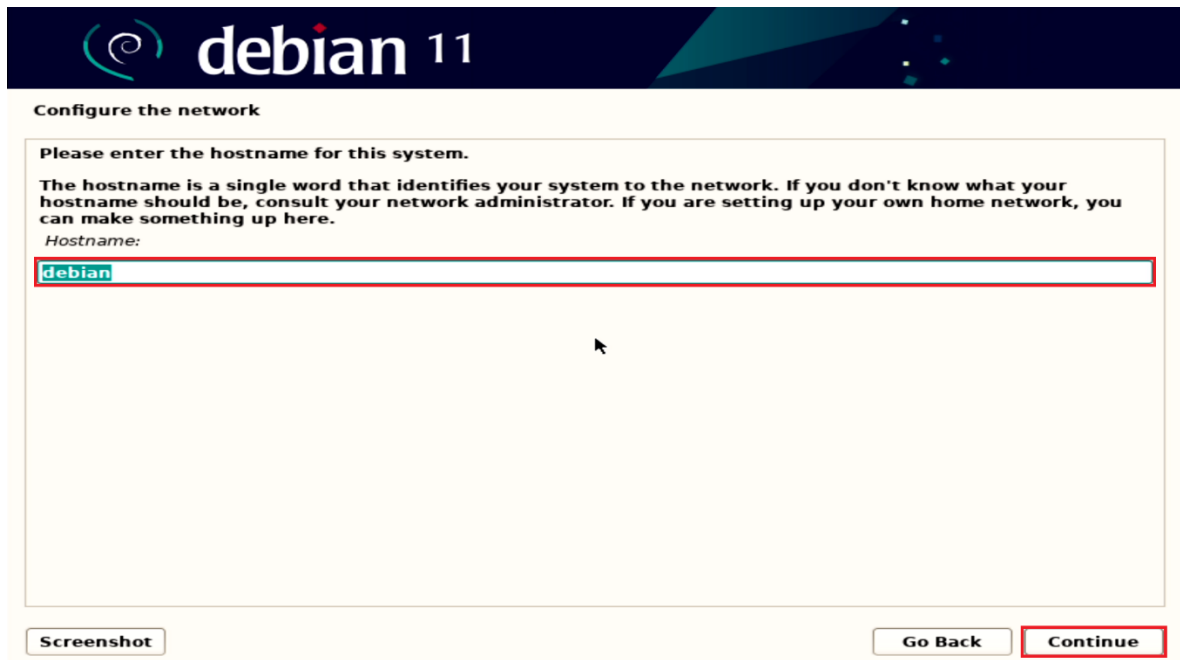 debian 11
Configure the network
Please enter the hostname for this system.
The hostname is a single word that identifies your system to the network. If you don't know what your
hostname should be, consult your network administrator. If you are setting up your own home network, you
can make something up here.
Hostname:
debian
Screenshot Go Back Continue